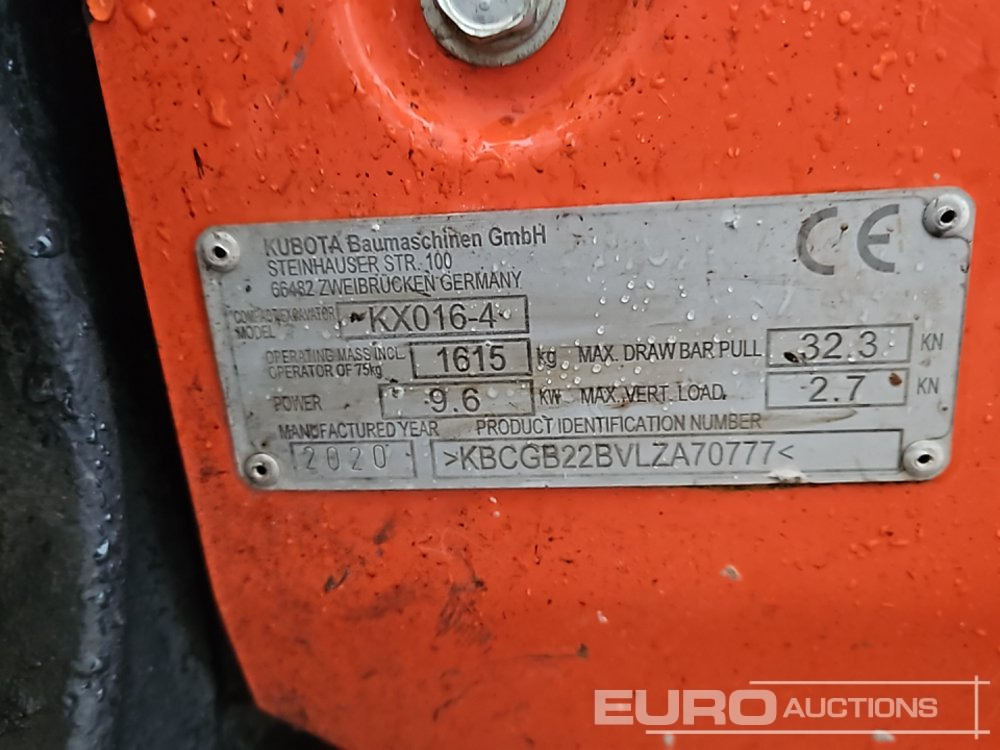 KUBOTA Baumaschinen GmbH
STEINHAUSER STR. 100
66482 ZWEIBRÜCKEN GERMANY
CE
COMPACT EXCAVATOR
MODEL KX016-4
OPERATING MASS INCL.
OPERATOR OF 75kg 1615 kg MAX. DRAW BAR PULL 32.3 KN
POWER 9.6 KW MAX. VERT. LOAD 2.7 KN
MANUFACTURED YEAR PRODUCT IDENTIFICATION NUMBER
2020 >KBCGB22BVLZA70777<
EURO AUCTIONS